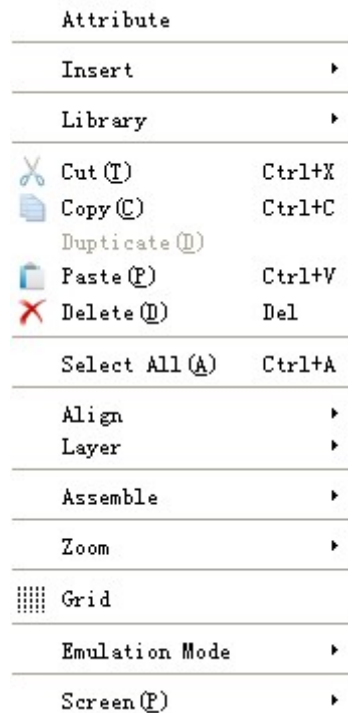 Attribute
Insert
Library
Cut(T) Ctrl+X
Copy(C) Ctrl+C
Dupticate(D)
Paste(P) Ctrl+V
Delete(D) Del
Select All(A) Ctrl+A
Align
Layer
Assemble
Zoom
Grid
Emulation Mode
Screen(P)